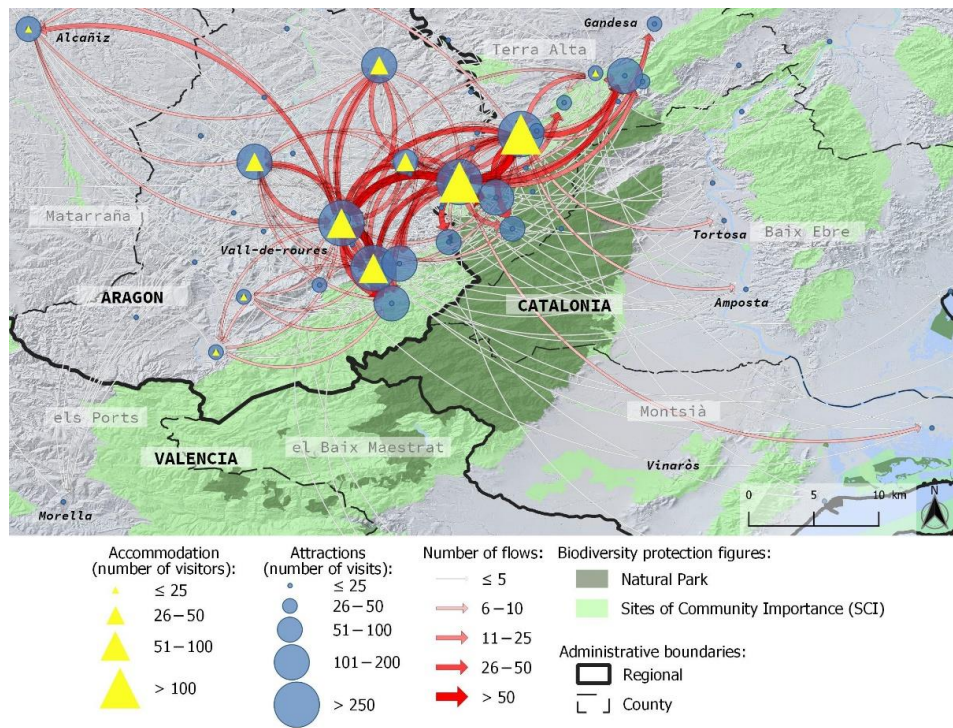 Gandesa
Alcañiz
Terra Alta
Matarraña
Vall-de-roures
Tortosa
Baix Ebre
ARAGON
CATALONIA
Amposta
els Ports
Montsià
el Baix Maestrat
VALENCIA
Vinaròs
Morella
0 5 10 km
N
Accommodation
(number of visitors):
≤ 25
26–50
51–100
> 100
Attractions
(number of visits):
≤ 25
26–50
51–100
101–200
> 250
Number of flows:
≤ 5
6–10
11–25
26–50
> 50
Biodiversity protection figures:
Natural Park
Sites of Community Importance (SCI)
Administrative boundaries:
Regional
County